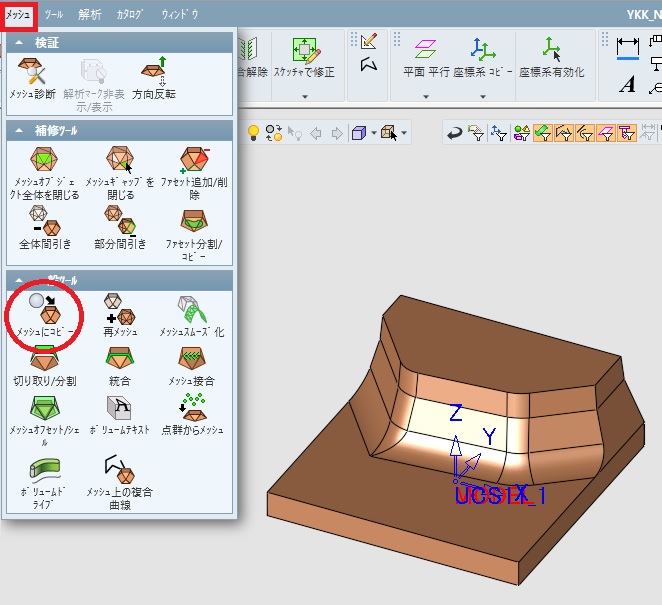 メッシュ ツール 解析 カタログ ウィンドウ
YKK_N
検証
メッシュ診断
解析マーク非表
示/表示
方向反転
合解除
スケッチで修正
平面 平行
座標系 コピー
座標系有効化
補修ツール
メッシュオブジェ
クト全体を閉じる
メッシュギャップを
閉じる
ファセット追加/削
除
全体間引き
部分間引き
ファセット分割/
コピー
般ツール
メッシュにコピー
再メッシュ
メッシュスムーズ化
切り取り/分割
統合
メッシュ接合
メッシュオフセット/シェ
ル
ボリュームテキスト
点群からメッシュ
ボリュームド
ライブ
メッシュ上の複合
曲線
Z
Y
X